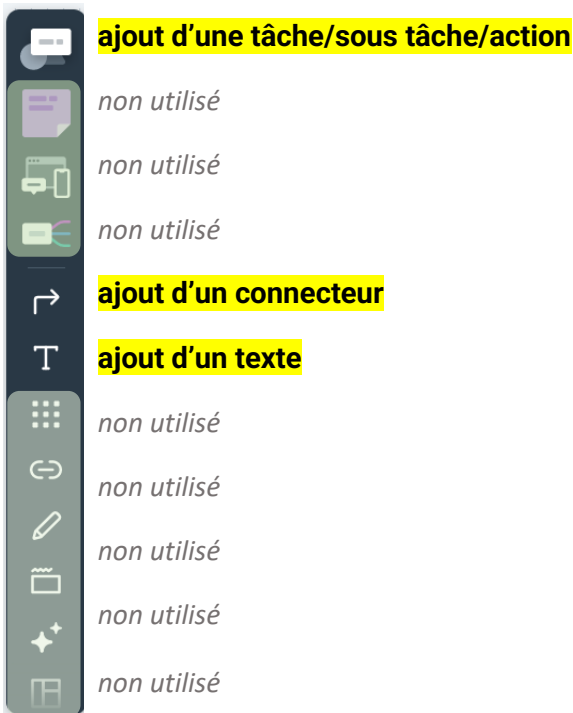 ajout d’une tâche/sous tâche/action
non utilisé
non utilisé
non utilisé
ajout d’un connecteur
T
ajout d’un texte
non utilisé
non utilisé
non utilisé
non utilisé
non utilisé